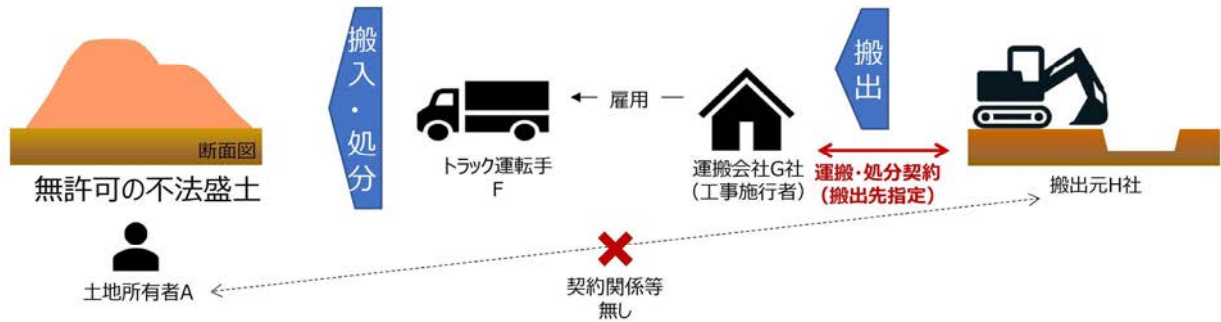 断面図
無許可の不法盛土
土地所有者A
搬入・処分
トラック運転手
F
雇用
運搬会社G社
（工事施行者）
搬出
運搬・処分契約
（搬出先指定）
搬出元H社
契約関係等
無し